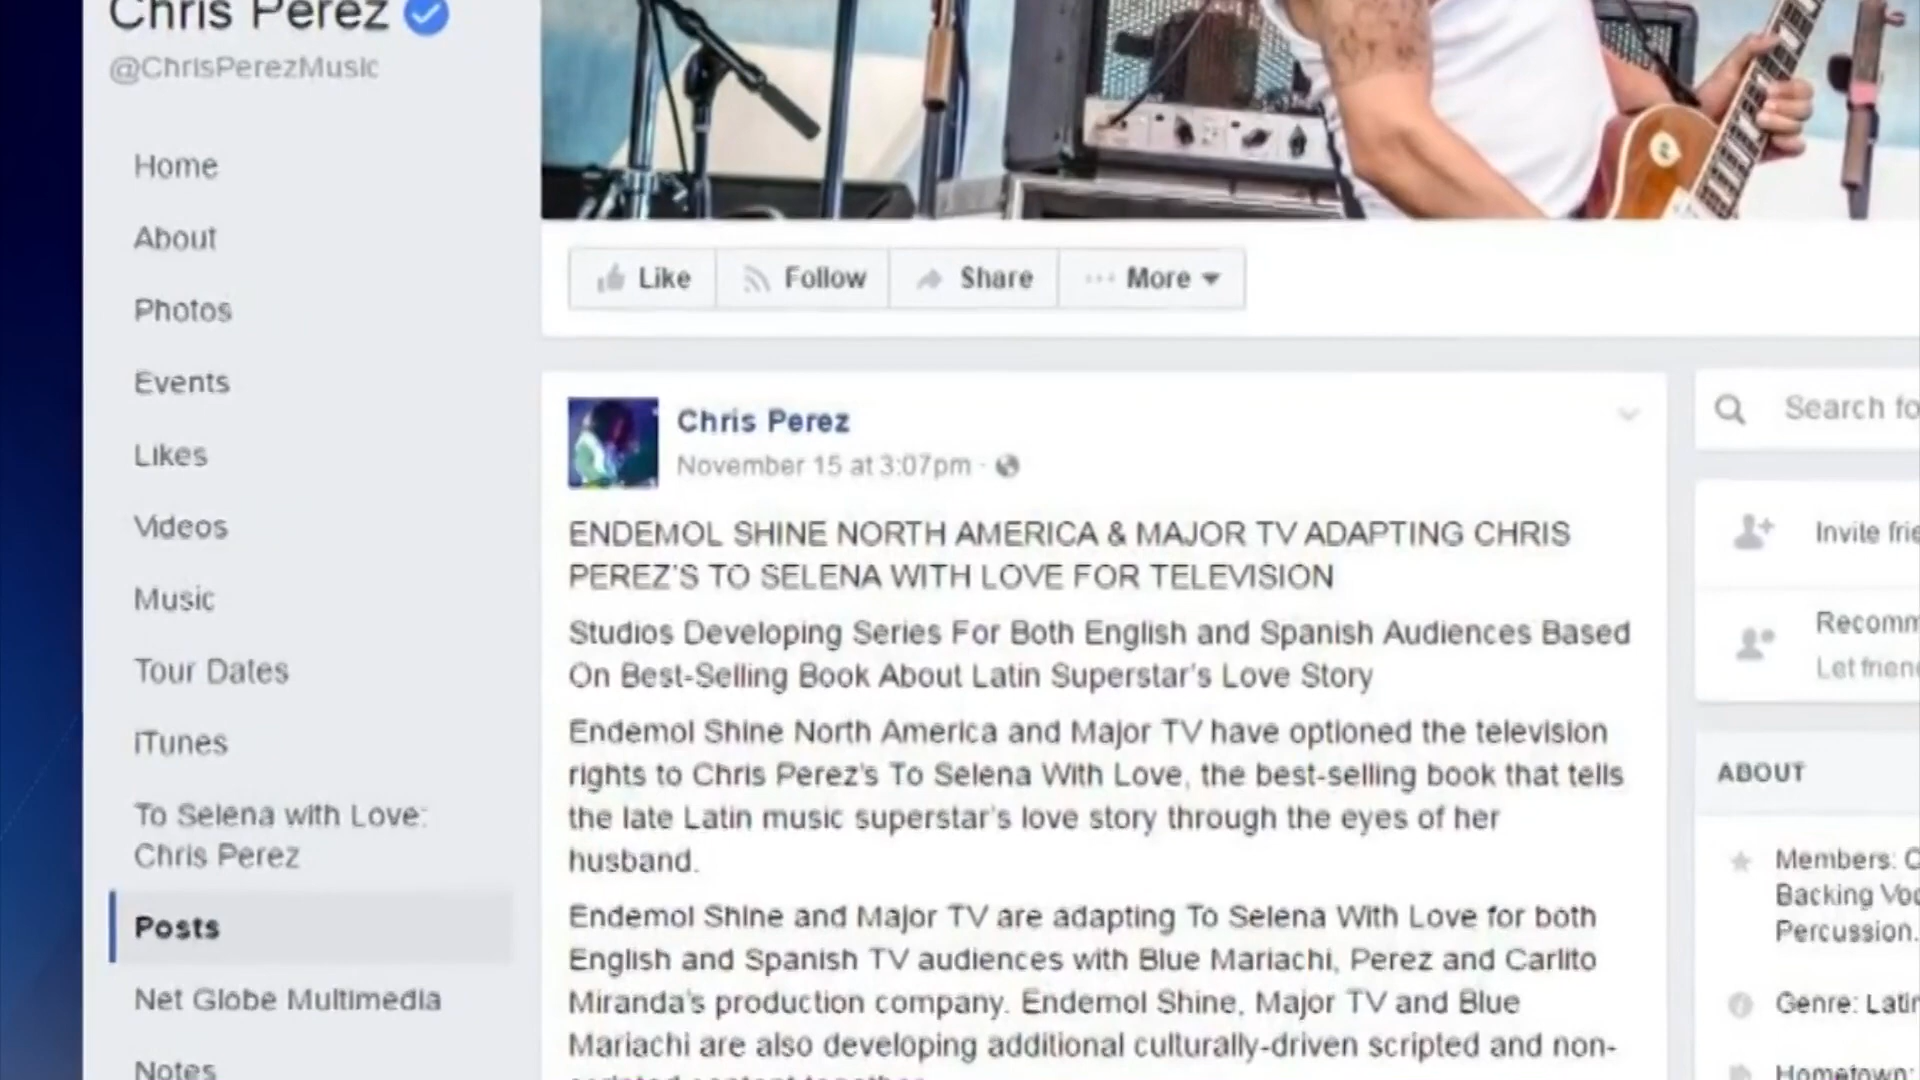 Chris Perez
@ChrisPerezMusic
Home
About
Photos
Events
Likes
Videos
Music
Tour Dates
iTunes
To Selena with Love:
Chris Perez
Posts
Net Globe Multimedia
Notes
Like
Follow
Share
More
Chris Perez
November 15 at 3:07pm ·
ENDEMOL SHINE NORTH AMERICA & MAJOR TV ADAPTING CHRIS
PEREZ'S TO SELENA WITH LOVE FOR TELEVISION
Studios Developing Series For Both English and Spanish Audiences Based
On Best-Selling Book About Latin Superstar's Love Story
Endemol Shine North America and Major TV have optioned the television
rights to Chris Perez's To Selena With Love, the best-selling book that tells
the late Latin music superstar's love story through the eyes of her
husband.
Endemol Shine and Major TV are adapting To Selena With Love for both
English and Spanish TV audiences with Blue Mariachi, Perez and Carlito
Miranda's production company. Endemol Shine, Major TV and Blue
Mariachi are also developing additional culturally-driven scripted and non-
Search fo
Invite frie
Recomm
Let frien
ABOUT
Members: C
Backing Voc
Percussion.
Genre: Latin
Hometown: